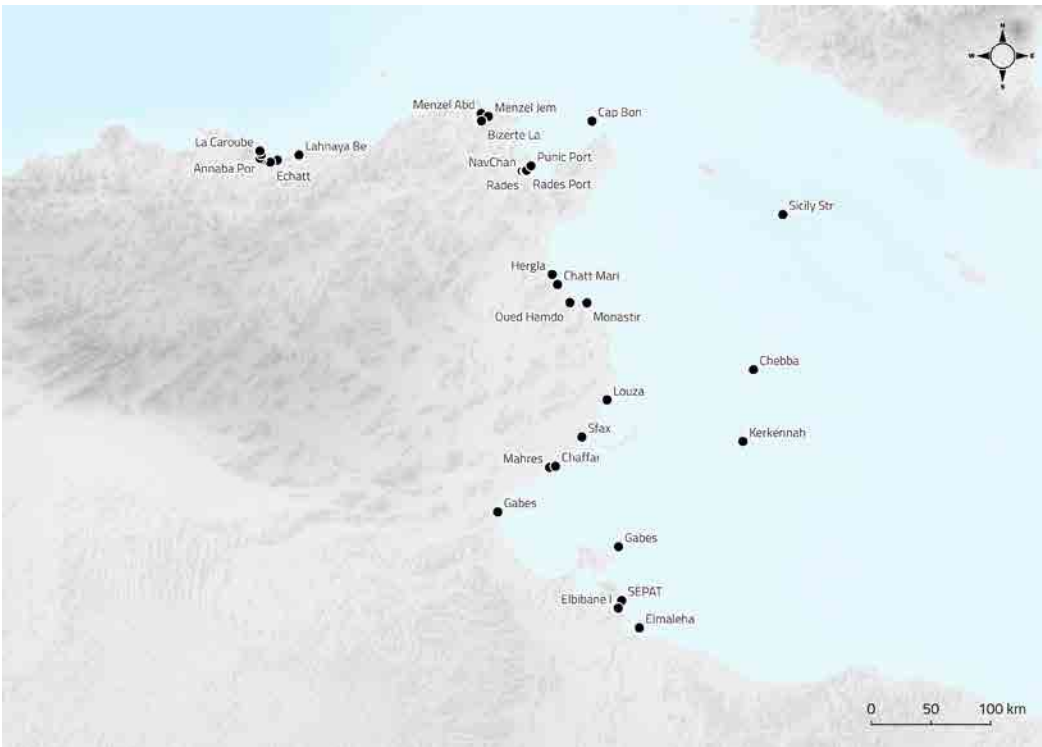 N
W E
S
Menzel Abd
Menzel Jem
Cap Bon
Bizerte La
La Caroube
Lahnaya Be
Annaba Por
Echatt
NavChan
Punic Port
Rades
Rades Port
Sicily Str
Hergla
Chatt Mari
Oued Hamdo
Monastir
Chebba
Louza
Sfax
Kerkennah
Mahres
Chaffar
Gabes
Gabes
SEPAT
Elbibane l
Elmaleha
0 50 100 km